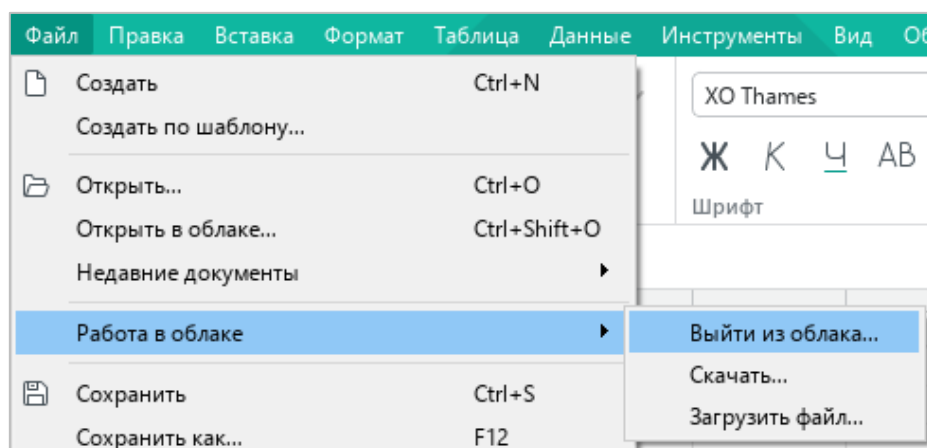 Файл Правка Вставка Формат Таблица Данные Инструменты Вид
Создать Ctrl+N
XO Thames
Создать по шаблону...
Ж К Ч АВ
Открыть... Ctrl+O
Шрифт
Открыть в облаке... Ctrl+Shift+O
Недавние документы
Работа в облаке
Выйти из облака...
Скачать...
Сохранить Ctrl+S
Загрузить файл...
Сохранить как... F12